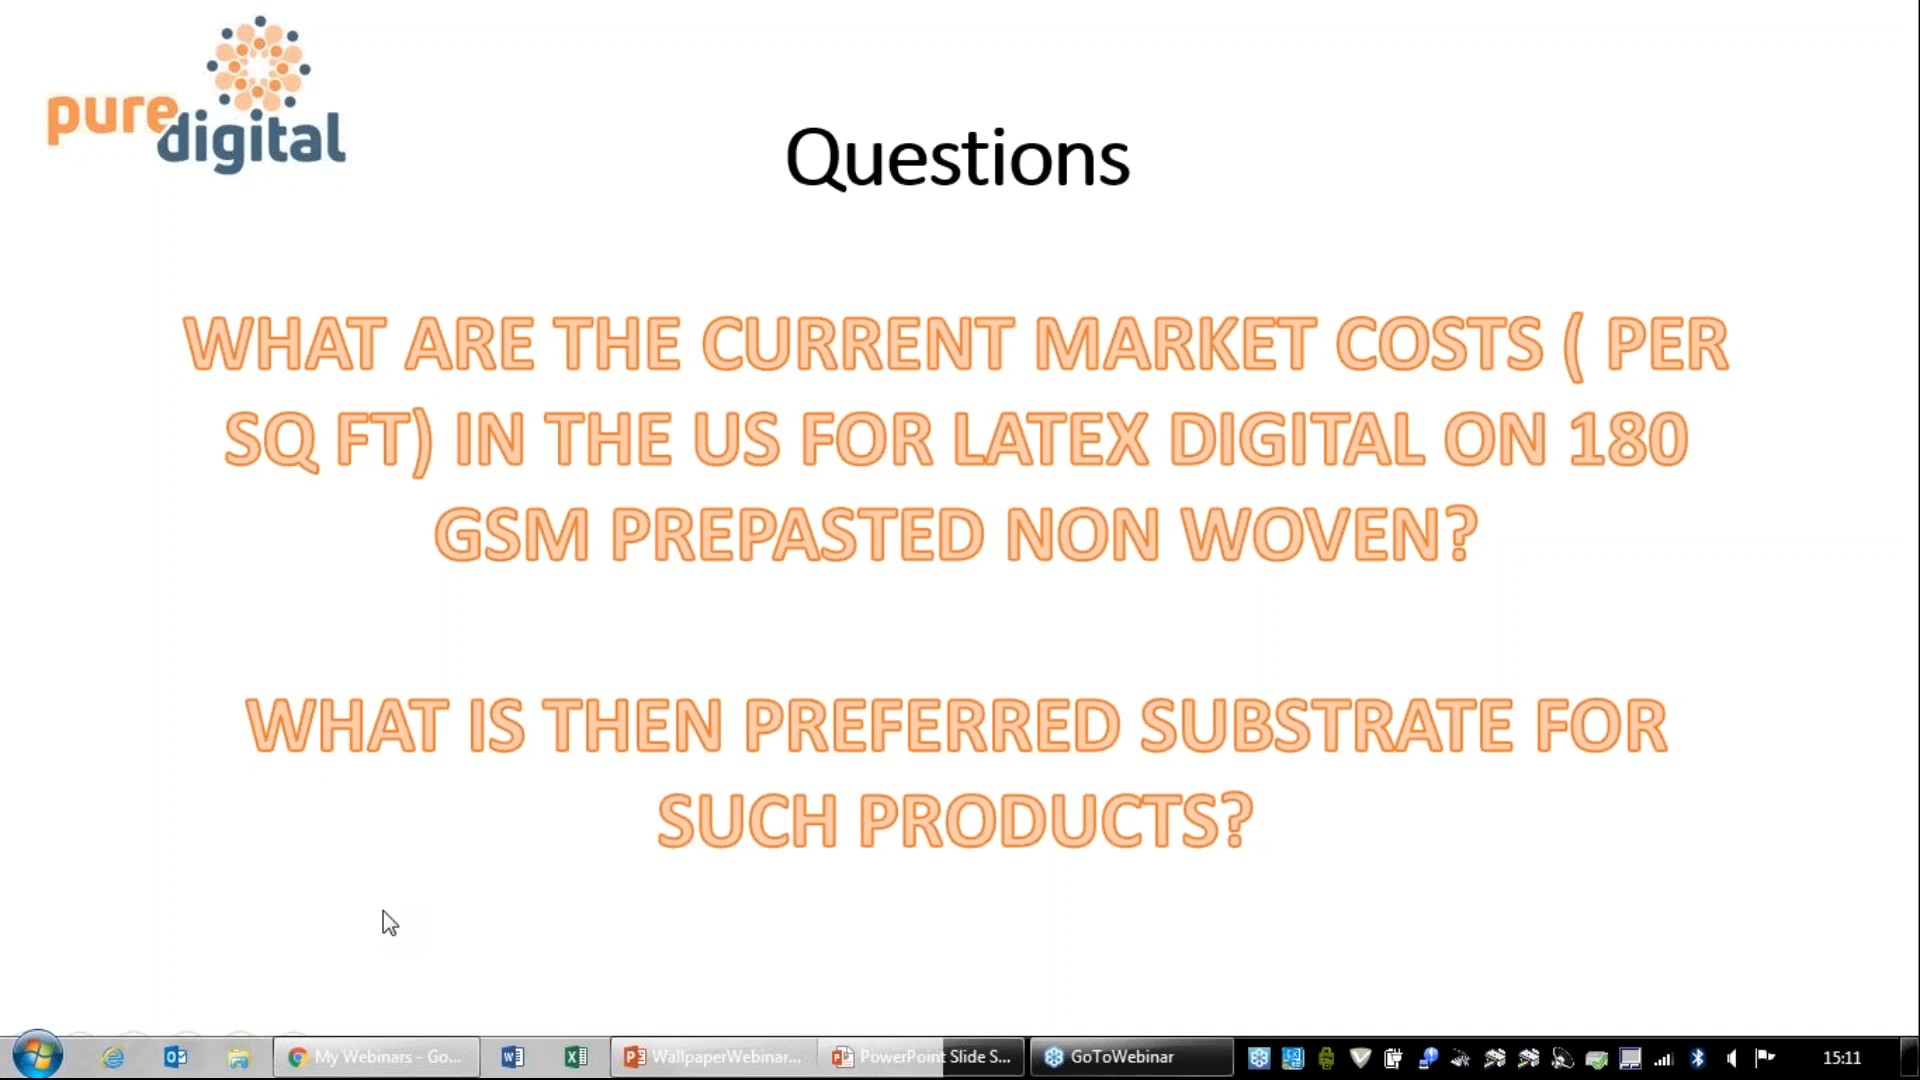 pure
digital
Questions
WHAT ARE THE CURRENT MARKET COSTS ( PER
SQ FT) IN THE US FOR LATEX DIGITAL ON 180
GSM PREPASTED NON WOVEN?
WHAT IS THEN PREFERRED SUBSTRATE FOR
SUCH PRODUCTS?
My Webinars - Go... WallpaperWebinar... PowerPoint Slide S... GoToWebinar 15:11